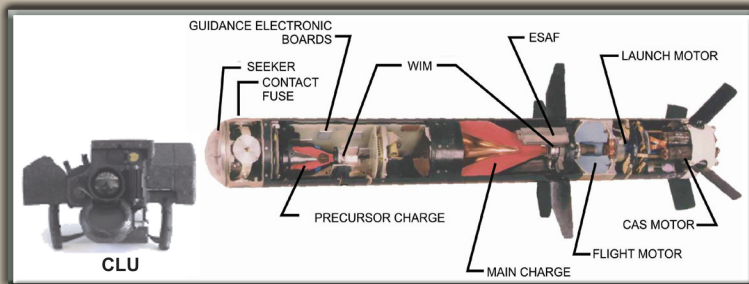 GUIDANCE ELECTRONIC
BOARDS
ESAF
LAUNCH MOTOR
SEEKER
WIM
CONTACT
FUSE
PRECURSOR CHARGE
CAS MOTOR
FLIGHT MOTOR
CLU
MAIN CHARGE